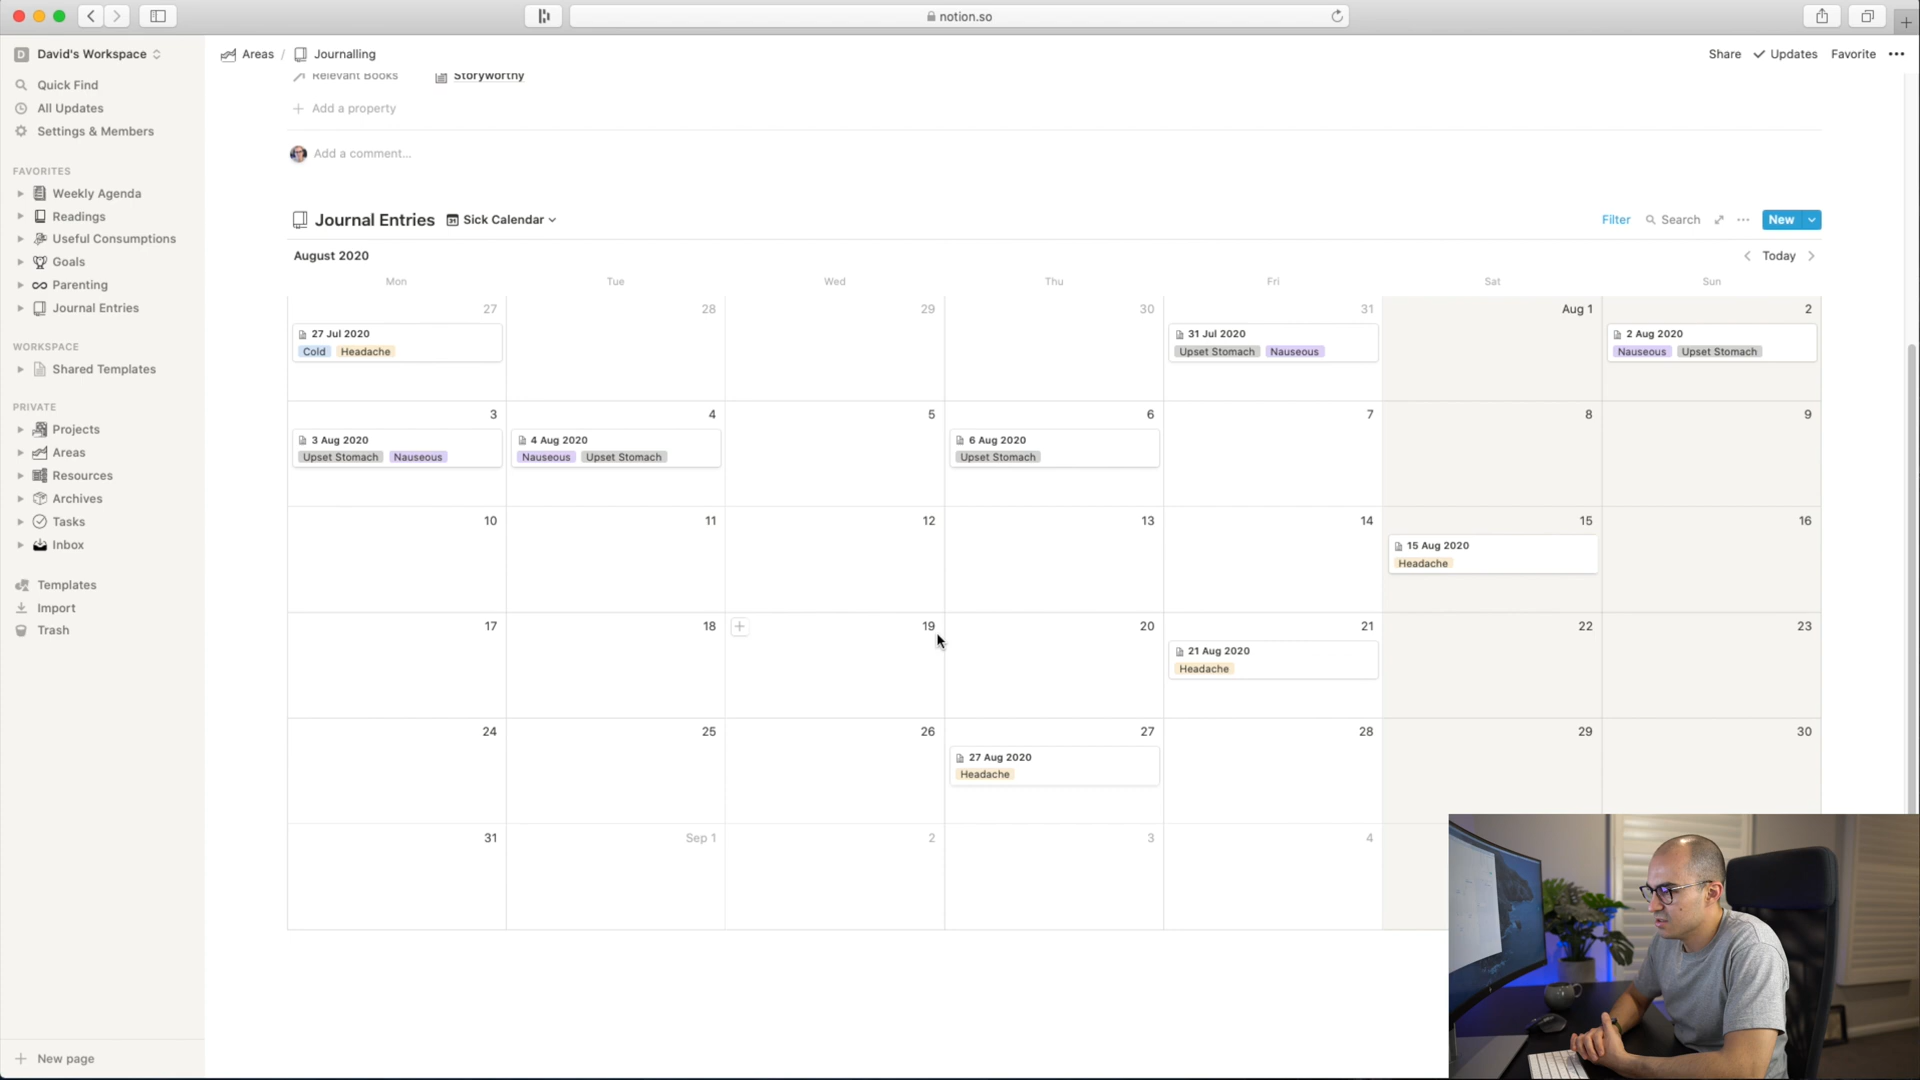 notion.so
D David's Workspace
Quick Find
All Updates
Settings & Members
FAVORITES
Weekly Agenda
Readings
Useful Consumptions
Goals
Parenting
Journal Entries
WORKSPACE
Shared Templates
PRIVATE
Projects
Areas
Resources
Archives
Tasks
Inbox
Templates
Import
Trash
New page
Areas / Journalling
Share Updates Favorite
Relevant Books Storyworthy
Add a property
Add a comment...
Journal Entries Sick Calendar
Filter Search New
August 2020 Today
Mon Tue Wed Thu Fri Sat Sun
27 28 29 30 31 Aug 1 2
27 Jul 2020 31 Jul 2020 2 Aug 2020
Cold Headache Upset Stomach Nauseous Nauseous Upset Stomach
3 4 5 6 7 8 9
3 Aug 2020 4 Aug 2020 6 Aug 2020
Upset Stomach Nauseous Nauseous Upset Stomach Upset Stomach
10 11 12 13 14 15 16
15 Aug 2020
Headache
17 18 19 20 21 22 23
21 Aug 2020
Headache
24 25 26 27 28 29 30
27 Aug 2020
Headache
31 Sep 1 2 3 4